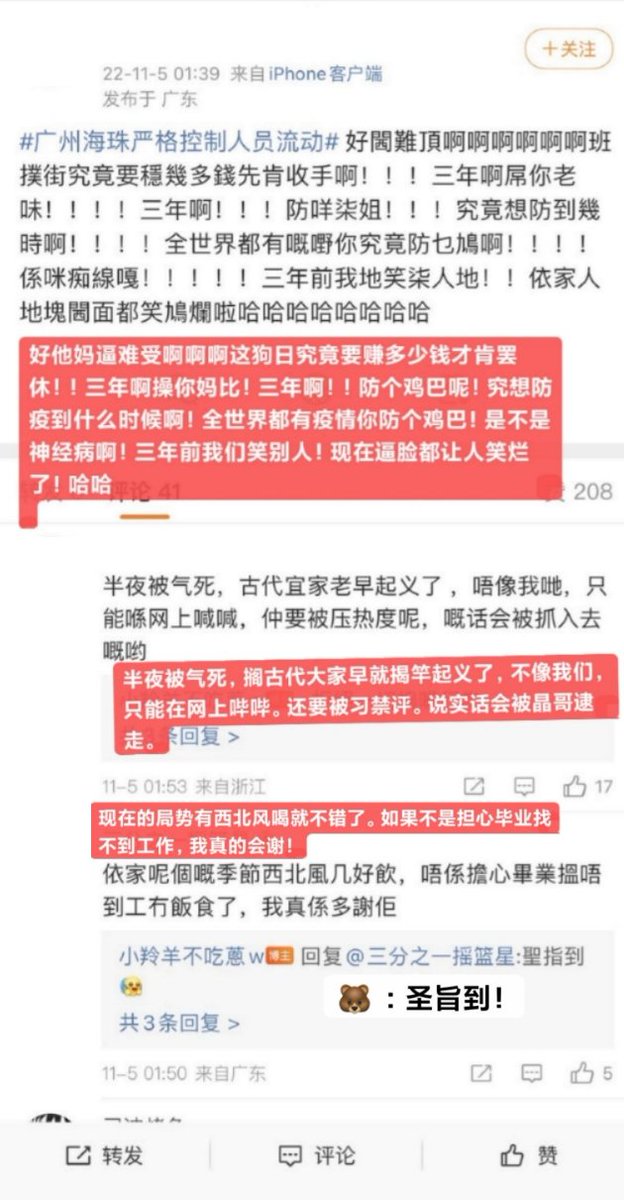 +关注
22-11-5 01:39 来自iPhone客户端
发布于 广东
#广州海珠严格控制人员流动# 好閪難頂啊啊啊啊啊啊班
撲街究竟要穩幾多錢先肯收手啊！！！三年啊屌你老
味！！！！三年啊！！！防咩柒姐！！！究竟想防到幾
時啊！！！！全世界都有嘅嘢你究竟防乜鳩啊！！！！
係咪痴線嘎！！！！！三年前我地笑柒人地！！依家人
地塊閪面都笑鳩爛啦哈哈哈哈哈哈哈哈
好他妈逼难受啊啊啊这狗日究竟要赚多少钱才肯罢
休！！三年啊操你妈比！三年啊！！防个鸡巴呢！究想防
疫到什么时候啊！全世界都有疫情你防个鸡巴！是不是
神经病啊！三年前我们笑别人！现在逼脸都让人笑烂
了！哈哈
评论 41
208
半夜被气死，古代宜家老早起义了，唔像我哋，只
能喺网上喊喊，仲要被压热度呢，嘅话会被抓入去
嘅哟
半夜被气死，搁古代大家早就揭竿起义了，不像我们，
只能在网上哔哔。还要被习禁评。说实话会被晶哥逮
走。
条回复 >
11-5 01:53 来自浙江
17
现在的局势有西北风喝就不错了。如果不是担心毕业找
不到工作，我真的会谢！
依家呢個嘅季節西北風几好飲，唔係擔心畢業搵唔
到工冇飯食了，我真係多謝佢
小羚羊不吃蔥w 博主 回复@三分之一摇篮星:聖指到
🐻：圣旨到！
共3条回复 >
11-5 01:50 来自广东
5
转发
评论
赞